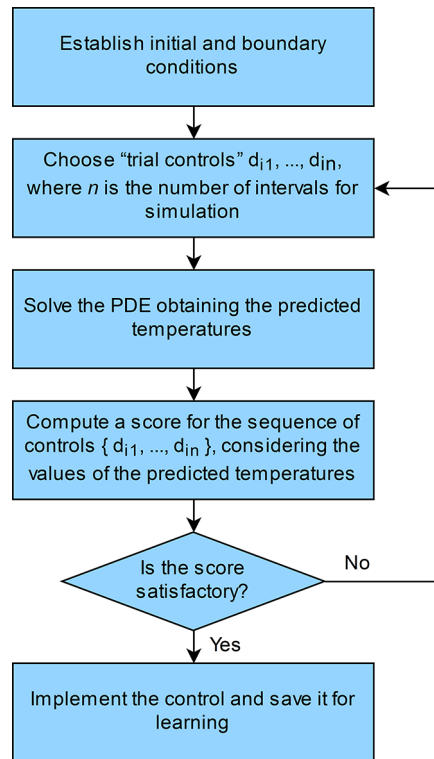 Establish initial and boundary
conditions
Choose “trial controls” di1, ..., din,
where n is the number of intervals for
simulation
Solve the PDE obtaining the predicted
temperatures
Compute a score for the sequence of
controls { di1, ..., din }, considering the
values of the predicted temperatures
Is the score
satisfactory?
No
Yes
Implement the control and save it for
learning